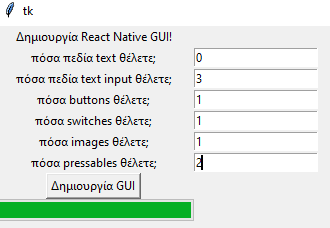 tk
Δημιουργία React Native GUI!
πόσα πεδία text θέλετε; 0
πόσα πεδία text input θέλετε; 3
πόσα buttons θέλετε; 1
πόσα switches θέλετε; 1
πόσα images θέλετε; 1
πόσα pressables θέλετε; 2
Δημιουργία GUI